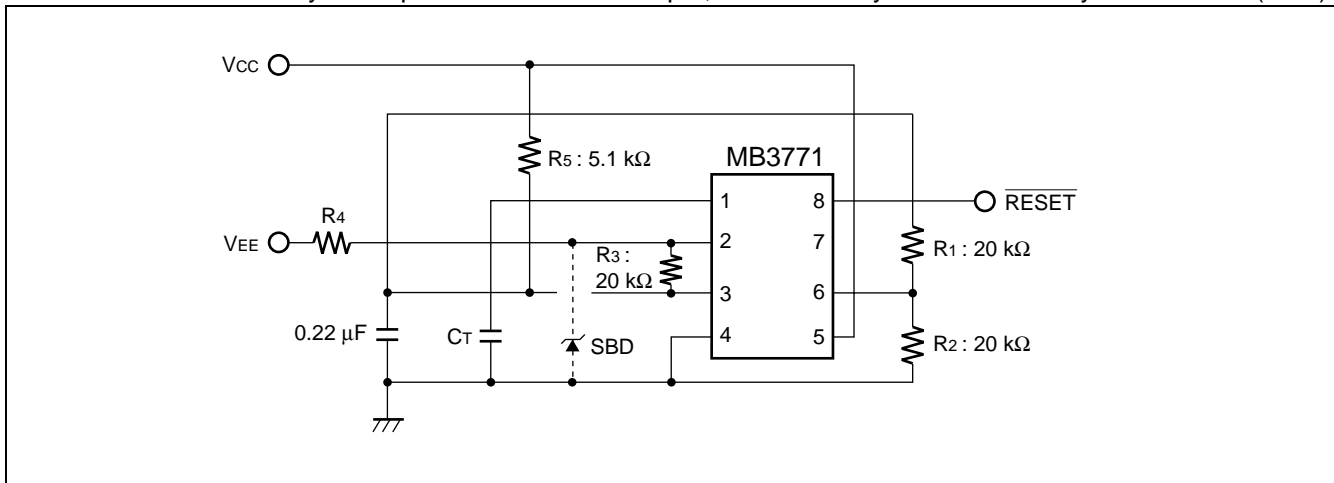 VCC
R5 : 5.1 kΩ
MB3771
1
8
RESET
R4
VEE
2
7
R3 :
20 kΩ
R1 : 20 kΩ
3
6
0.22 μF
CT
SBD
4
5
R2 : 20 kΩ